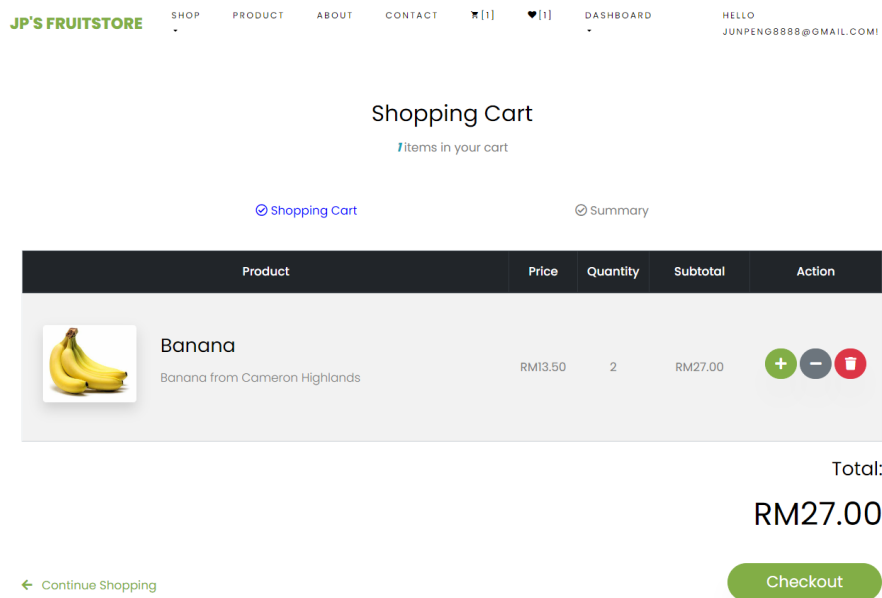 JP'S FRUITSTORE
SHOP
PRODUCT
ABOUT
CONTACT
[1]
[1]
DASHBOARD
HELLO
JUNPENG8888@GMAIL.COM!
Shopping Cart
1 items in your cart
Shopping Cart
Summary
Product
Price
Quantity
Subtotal
Action
Banana
Banana from Cameron Highlands
RM13.50
2
RM27.00
Total:
RM27.00
Continue Shopping
Checkout